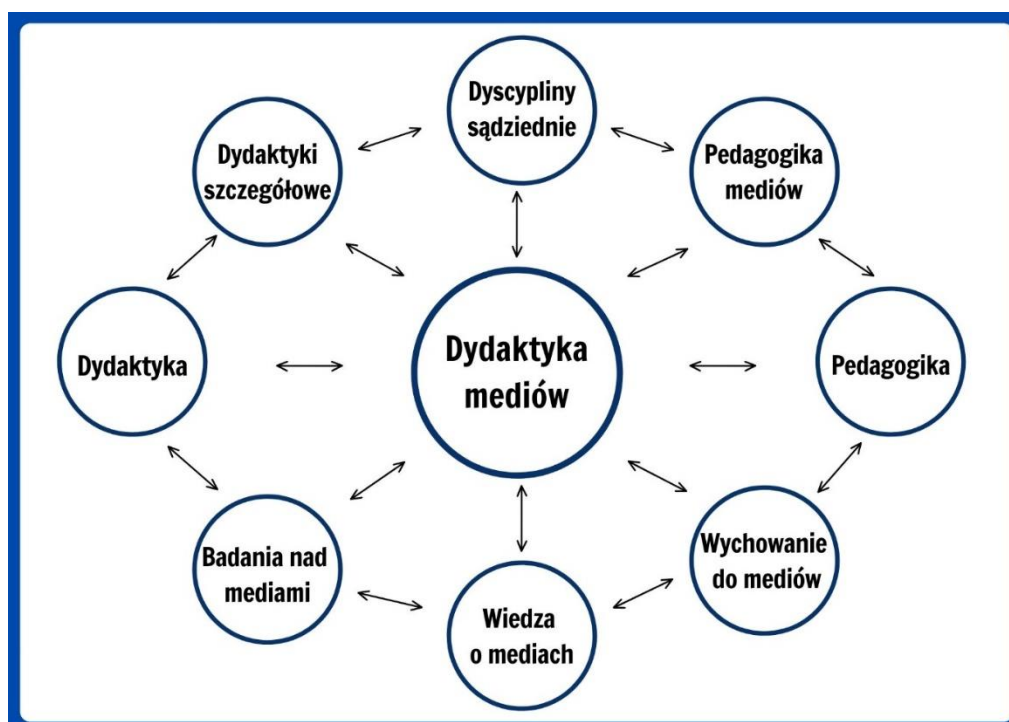 Dyscypliny
sądziednie
Dydaktyki
szczegółowe
Pedagogika
mediów
Dydaktyka
Dydaktyka
mediów
Pedagogika
Badania nad
mediami
Wychowanie
do mediów
Wiedza
o mediach